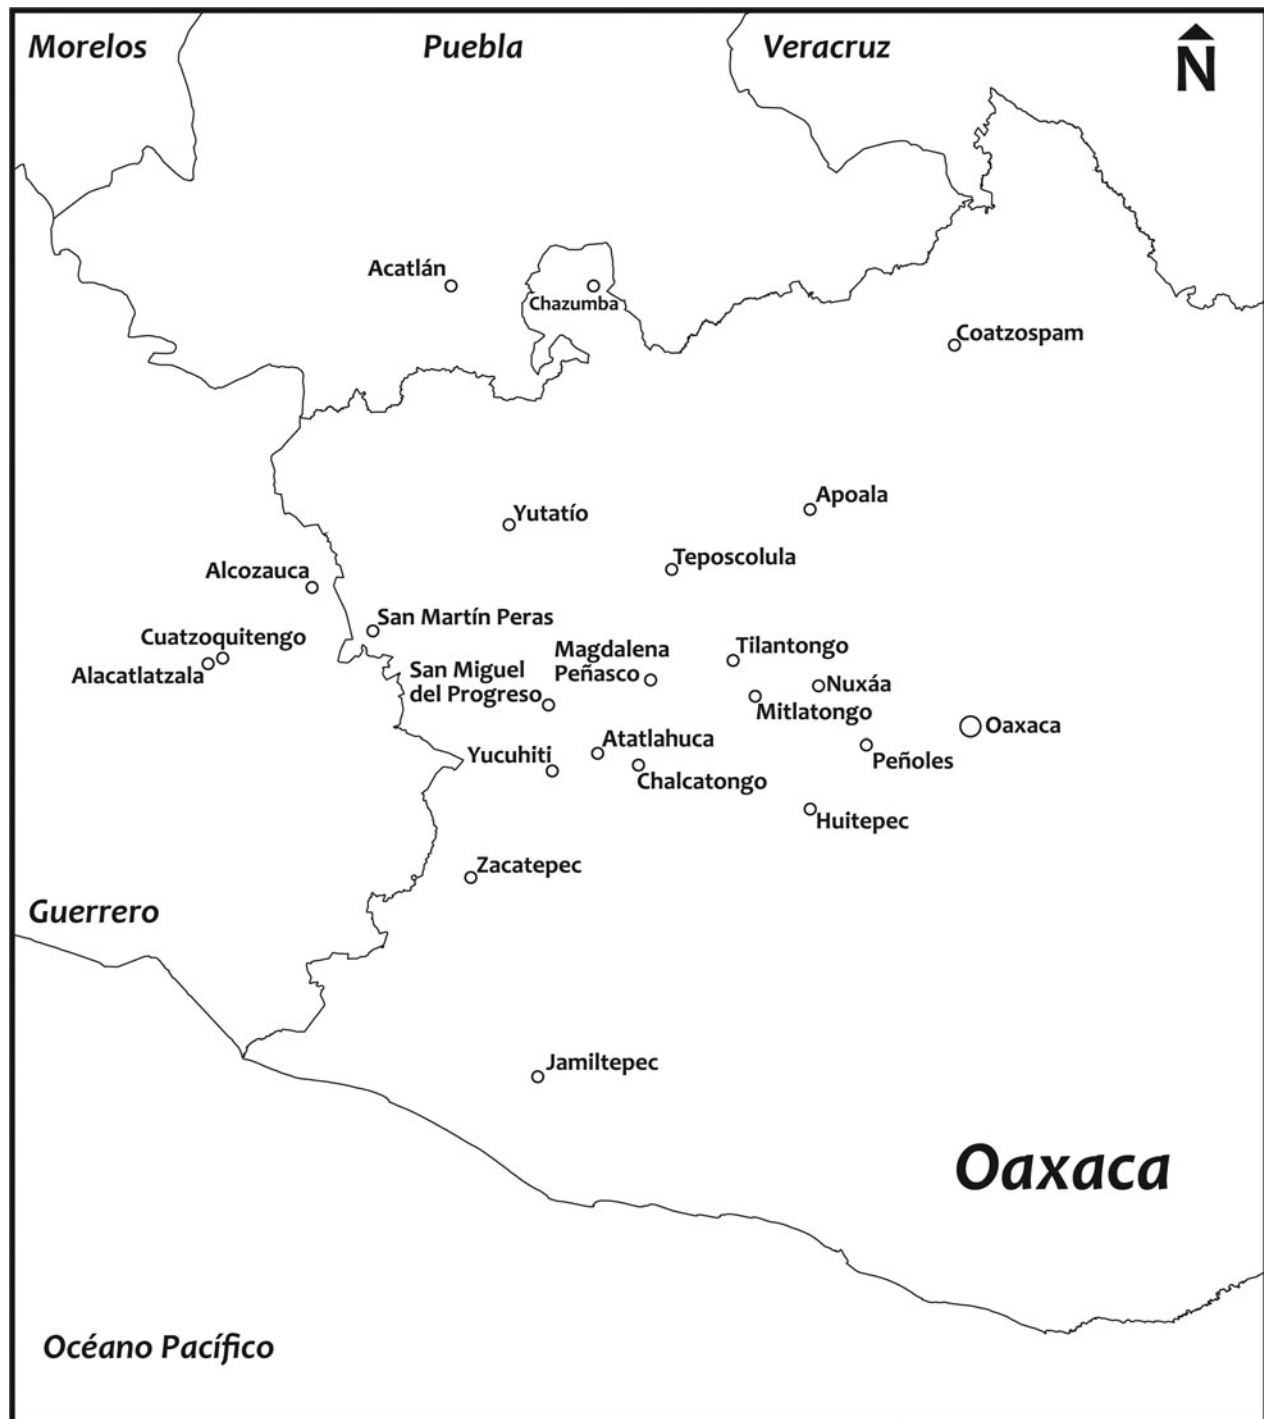 Morelos
Puebla
Veracruz
N
Acatlán
Chazumba
Coatzospam
Apoala
Yutatío
Teposcolula
Alcozauca
San Martín Peras
Cuatzoquitengo
Alacatlatzala
Magdalena
Peñasco
Tilantongo
San Miguel
del Progreso
Nuxáa
Mitlatongo
Oaxaca
Atatlahuca
Yucuhiti
Peñoles
Chalcatongo
Huitepec
Zacatepec
Guerrero
Jamiltepec
Oaxaca
Océano Pacífico